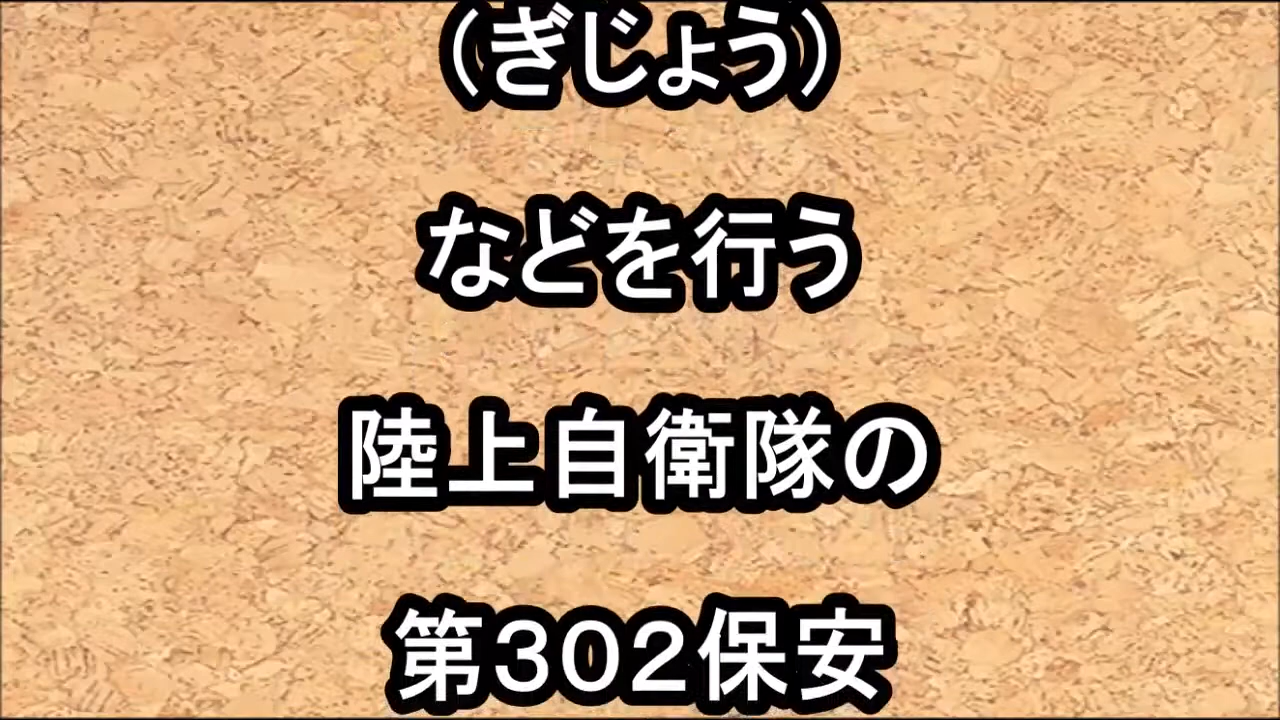 （ぎじょう）
などを行う
陸上自衛隊の
第３０２保安